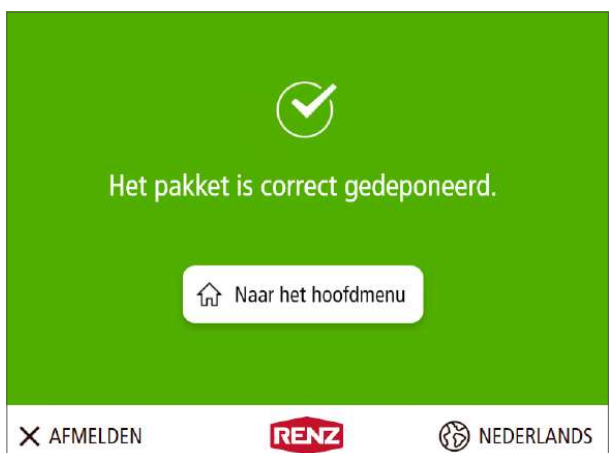 Het pakket is correct gedeponeerd.
Naar het hoofdmenu
AFMELDEN
RENZ
NEDERLANDS